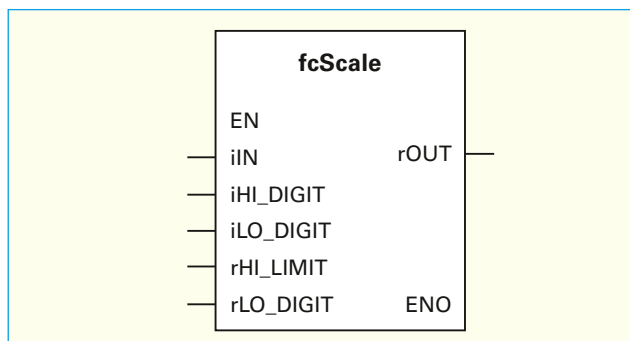 fcScale
EN
iIN rOUT
iHI_DIGIT
iLO_DIGIT
rHI_LIMIT
rLO_DIGIT ENO